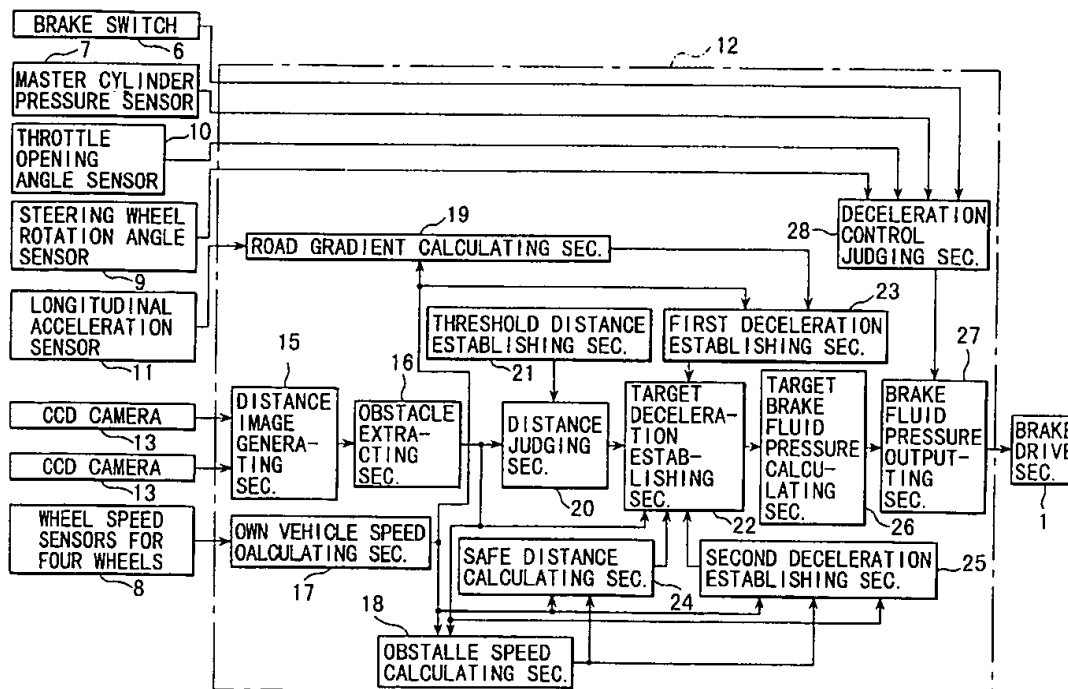 BRAKE SWITCH
6
7
MASTER CYLINDER
PRESSURE SENSOR
10
THROTTLE
OPENING
ANGLE SENSOR
STEERING WHEEL
ROTATION ANGLE
SENSOR
9
LONGITUDINAL
ACCELERATION
SENSOR
11
CCD CAMERA
13
CCD CAMERA
13
WHEEL SPEED
SENSORS FOR
FOUR WHEELS
8
12
19
ROAD GRADIENT CALCULATING SEC.
28
DECELERATION
CONTROL
JUDGING SEC.
THRESHOLD DISTANCE
ESTABLISHING SEC.
21
23
FIRST DECELERATION
ESTABLISHING SEC.
15
DISTANCE
IMAGE
GENERA-
TING
SEC.
16
OBSTACLE
EXTRA-
CTING SEC.
DISTANCE
JUDGING
SEC.
20
TARGET
DECELERA-
TION
ESTAB-
LISHING
SEC.
22
TARGET
BRAKE
FLUID
PRESSURE
CALCU-
LATING
SEC.
26
27
BRAKE
FLUID
PRESSURE
OUTPUT-
TING
SEC.
BRAKE
DRIVE
SEC.
1
OWN VEHICLE SPEED
OALCULATING SEC.
17
SAFE DISTANCE
CALCULATING SEC.
24
SECOND DECELERATION
ESTABLISHING SEC.
25
18
OBSTALLE SPEED
CALCULATING SEC.